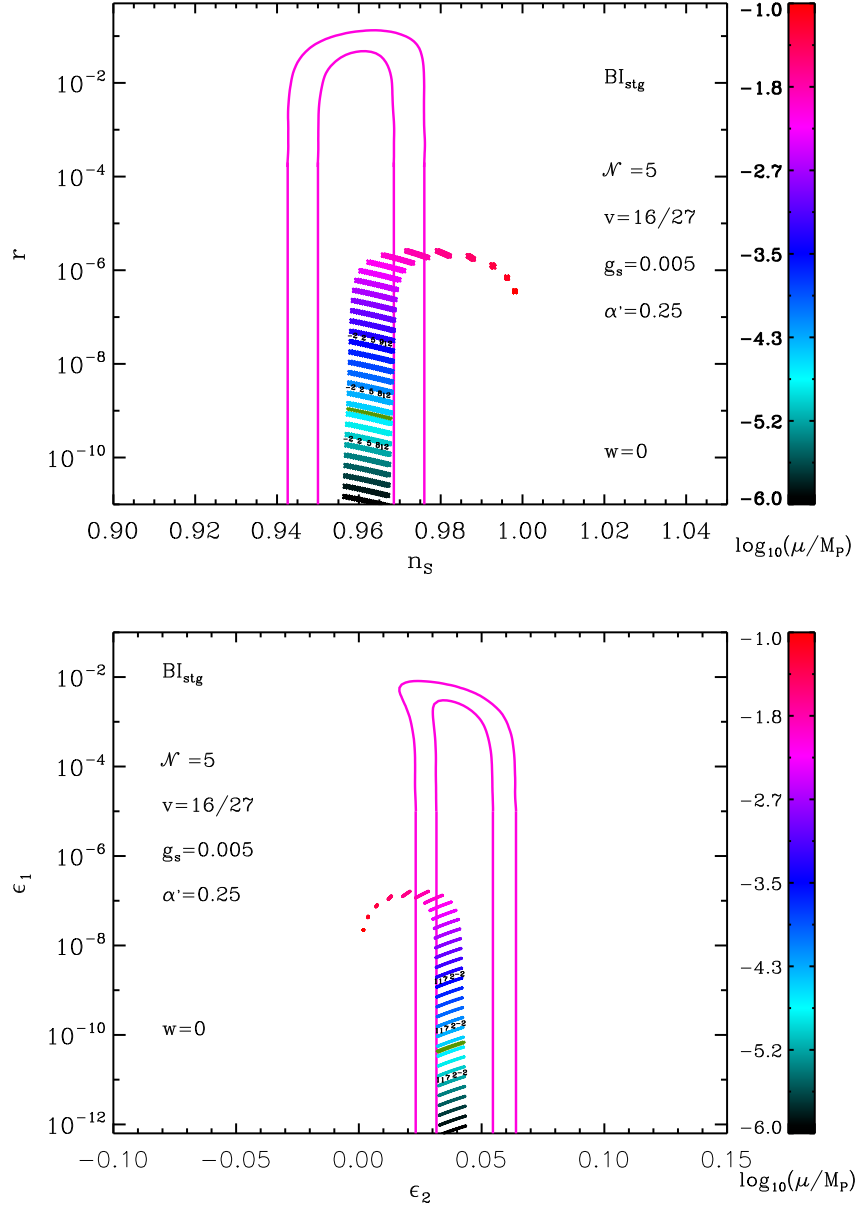 10⁻²
10⁻⁴
10⁻⁶
10⁻⁸
10⁻¹⁰
r
BI_stg
𝒩 =5
v=16/27
g_s=0.005
α'=0.25
w=0
0.90 0.92 0.94 0.96 0.98 1.00 1.02 1.04
n_S
-1.0
-1.8
-2.7
-3.5
-4.3
-5.2
-6.0
log₁₀(μ/M_P)
10⁻²
10⁻⁴
10⁻⁶
10⁻⁸
10⁻¹⁰
10⁻¹²
ϵ₁
BI_stg
𝒩 =5
v=16/27
g_s=0.005
α'=0.25
w=0
−0.10 −0.05 0.00 0.05 0.10 0.15
ϵ₂
-1.0
-1.8
-2.7
-3.5
-4.3
-5.2
-6.0
log₁₀(μ/M_P)